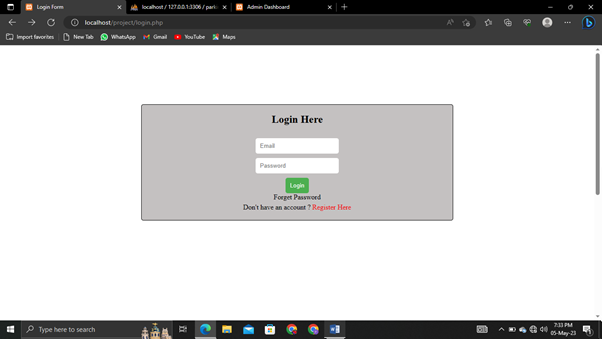 Login Form
localhost / 127.0.0.1:3306 / park
Admin Dashboard
localhost/project/login.php
Import favorites
New Tab
WhatsApp
Gmail
YouTube
Maps
Login Here
Email
Password
Login
Forget Password
Don't have an account ? Register Here
Type here to search
7:33 PM
05-May-23